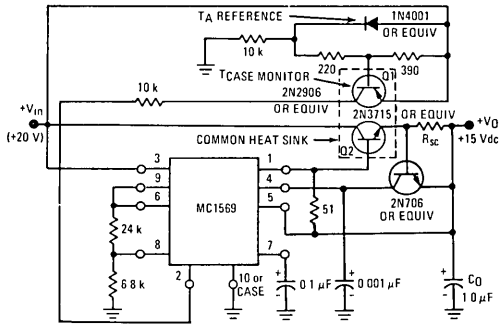 TA REFERENCE
1N4001
OR EQUIV
10 k
220
390
TCASE MONITOR
Q1
10 k
2N2906
OR EQUIV
2N3715
OR EQUIV
+Vin
(+20 V)
COMMON HEAT SINK
Q2
RSC
+VO
+15 Vdc
3
9
6
8
2
MC1569
1
4
5
7
10 or
CASE
51
2N706
OR EQUIV
24 k
6 8 k
0 1 µF
0 001 µF
CO
1 0 µF